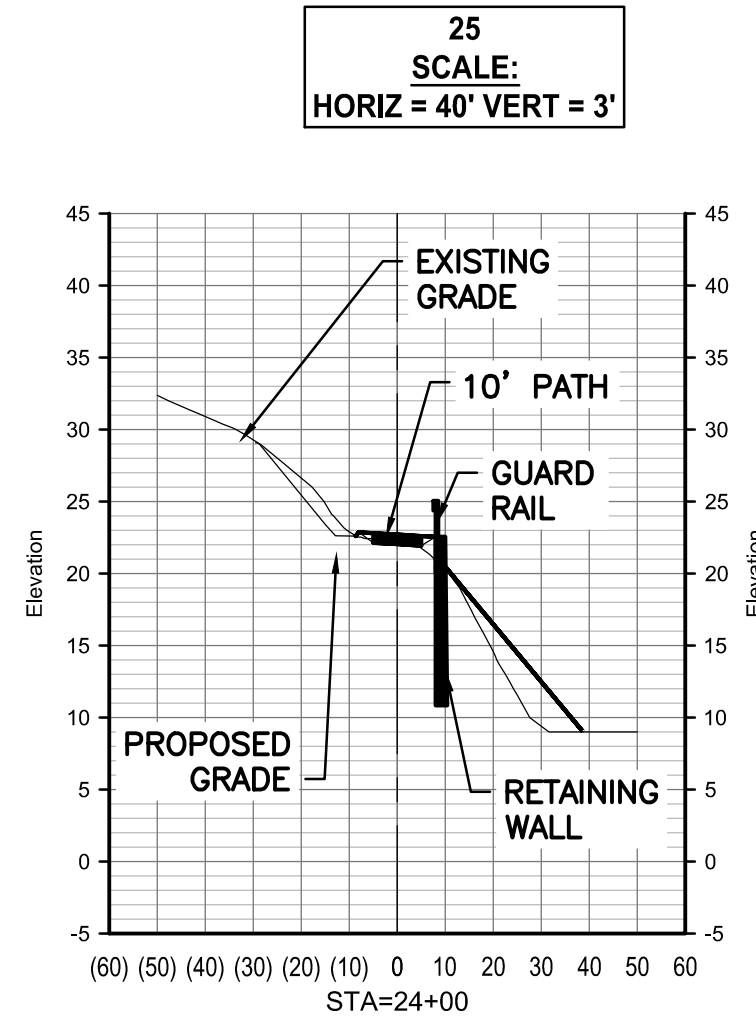 25
SCALE:
HORIZ = 40' VERT = 3'
45
40
35
30
25
20
15
10
5
0
-5
Elevation
EXISTING
GRADE
10' PATH
GUARD
RAIL
PROPOSED
GRADE
RETAINING
WALL
45
40
35
30
25
20
15
10
5
0
-5
Elevation
(60) (50) (40) (30) (20) (10) 0 10 20 30 40 50 60
STA=24+00